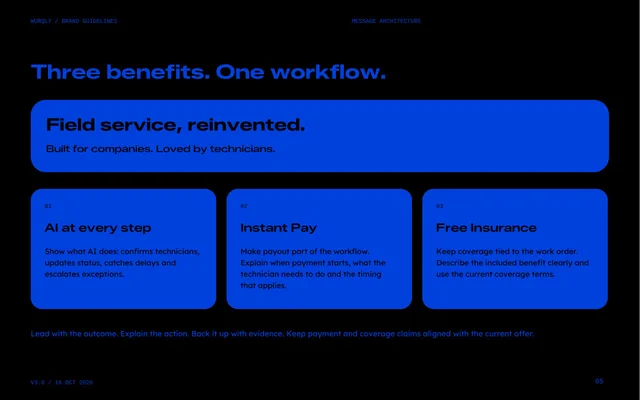 WURQLY / BRAND GUIDELINES
MESSAGE ARCHITECTURE
Three benefits. One workflow.
Field service, reinvented.
Built for companies. Loved by technicians.
01
AI at every step
Show what AI does: confirms technicians,
updates status, catches delays and
escalates exceptions.
02
Instant Pay
Make payout part of the workflow.
Explain when payment starts, what the
technician needs to do and the timing
that applies.
03
Free Insurance
Keep coverage tied to the work order.
Describe the included benefit clearly and
use the current coverage terms.
Lead with the outcome. Explain the action. Back it up with evidence. Keep payment and coverage claims aligned with the current offer.
OCT 2026
05